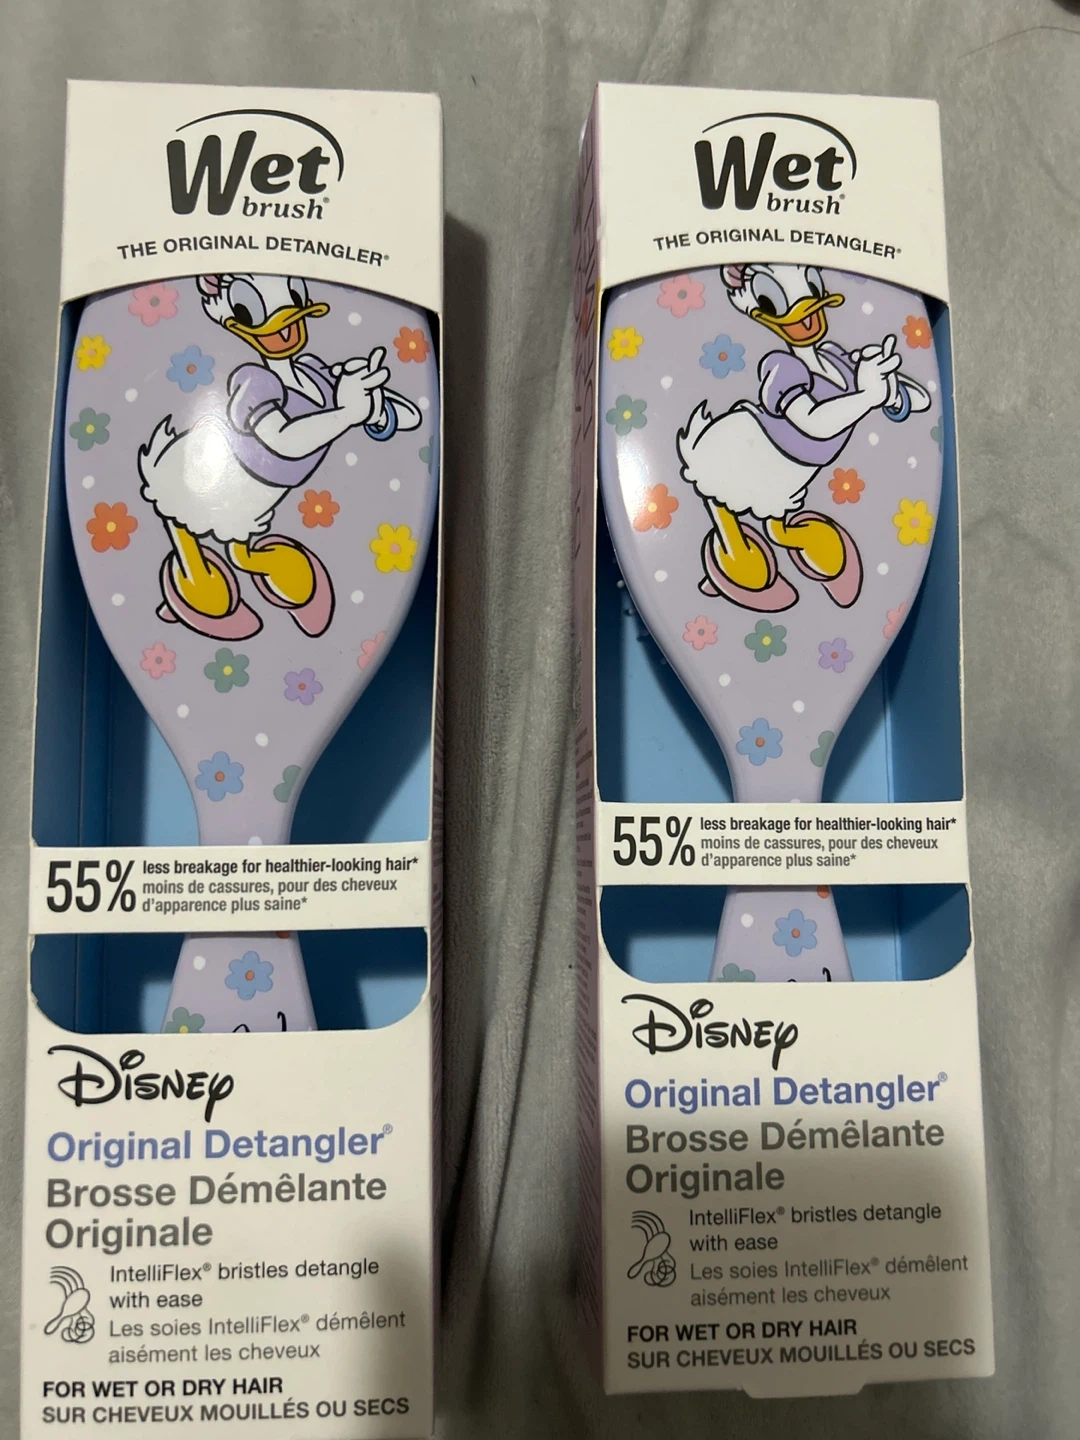 Wet
brush®
THE ORIGINAL DETANGLER®
55%
less breakage for healthier-looking hair*
moins de cassures, pour des cheveux
d'apparence plus saine*
Disney
Original Detangler®
Brosse Démêlante
Originale
IntelliFlex® bristles detangle
with ease
Les soies IntelliFlex® démêlent
aisément les cheveux
FOR WET OR DRY HAIR
SUR CHEVEUX MOUILLÉS OU SECS
Wet
brush®
THE ORIGINAL DETANGLER®
55%
less breakage for healthier-looking hair*
moins de cassures, pour des cheveux
d'apparence plus saine*
Disney
Original Detangler®
Brosse Démêlante
Originale
IntelliFlex® bristles detangle
with ease
Les soies IntelliFlex® démêlent
aisément les cheveux
FOR WET OR DRY HAIR
SUR CHEVEUX MOUILLÉS OU SECS